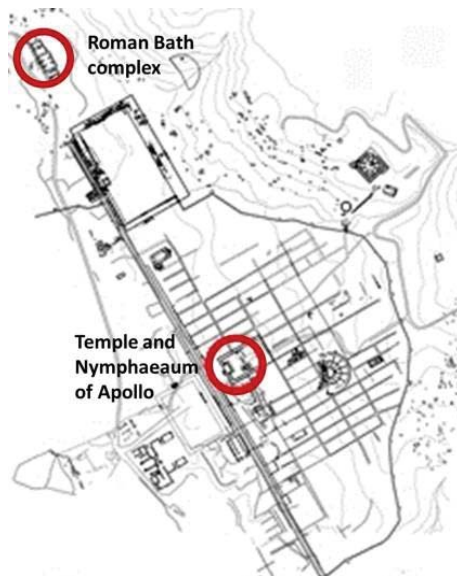 Roman Bath
complex
Temple and
Nymphaeaum
of Apollo